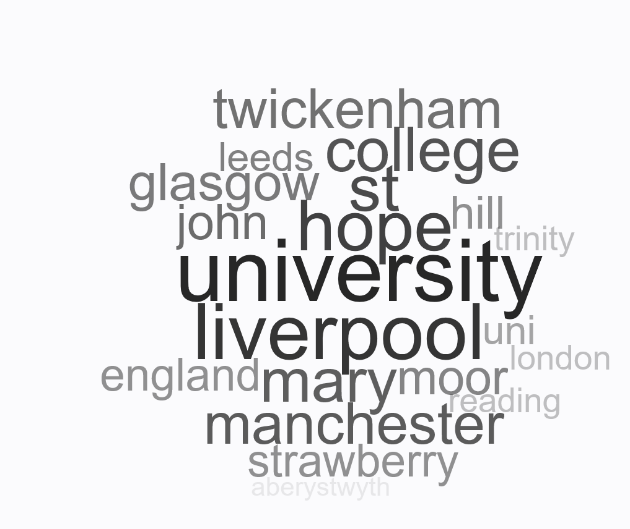 twickenham
leeds college
glasgow st
john hope hill
trinity
university
liverpool uni
london
england mary moor
reading
manchester
strawberry
aberystwyth